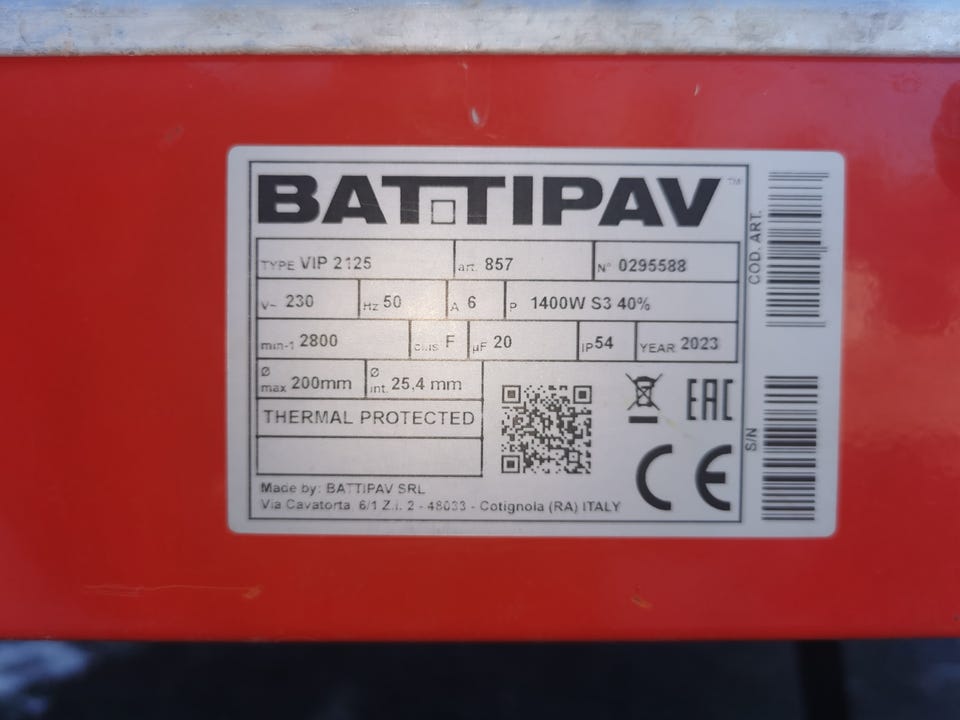 BATTIPAV™
TYPE VIP 2125 art. 857 N° 0295588
V~ 230 Hz 50 A 6 P 1400W S3 40%
min-1 2800 cl.is F µF 20 IP54 YEAR 2023
Ø max 200mm Ø int. 25,4 mm
THERMAL PROTECTED
EAC
CE
Made by: BATTIPAV SRL
Via Cavatorta 6/1 Z.I. 2 - 48033 - Cotignola (RA) ITALY
COD. ART.
S/N